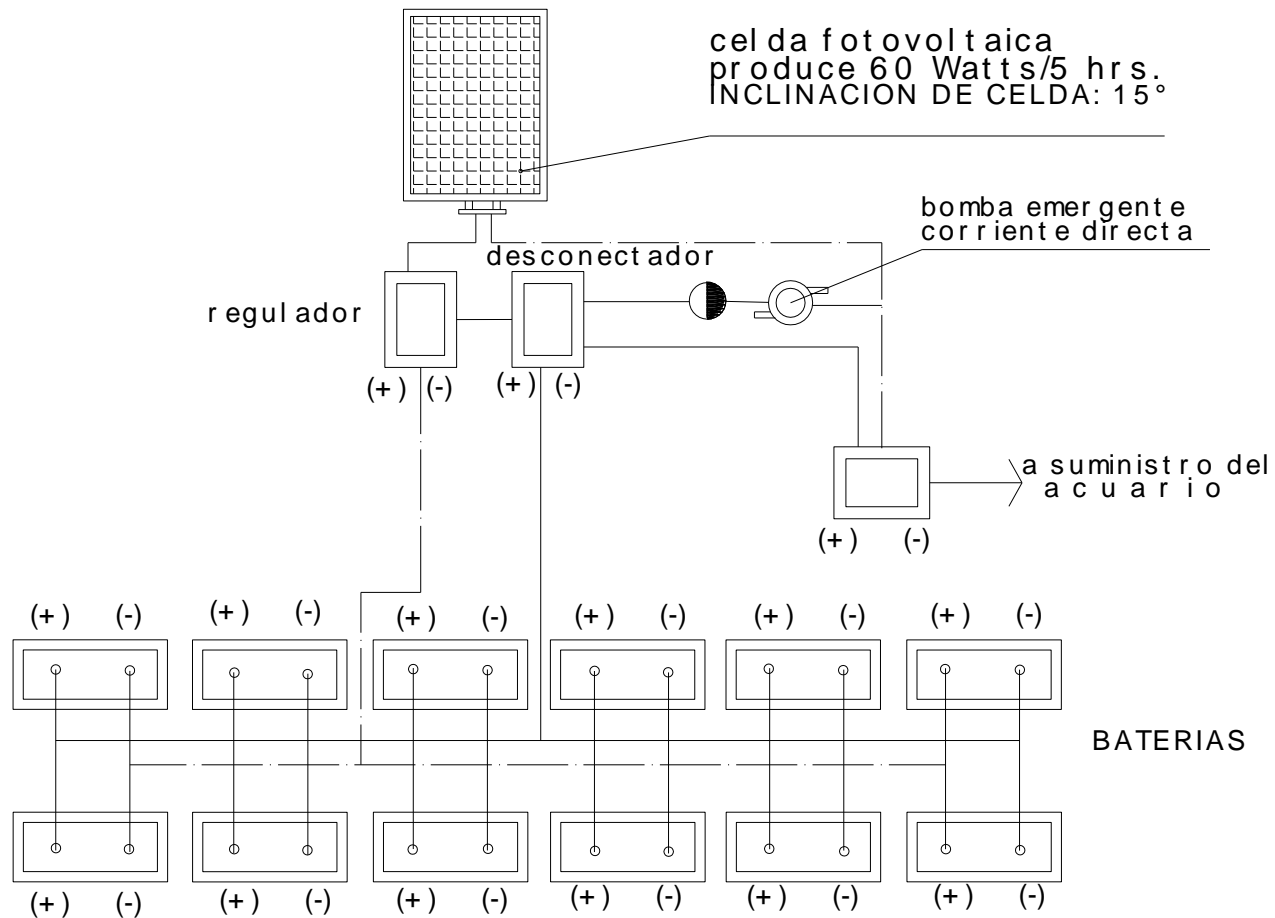 celda fotovoltaica
produce 60 Watts/5 hrs.
INCLINACION DE CELDA: 15°
bomba emergente
corriente directa
desconectador
regulador
(+) (-) (+) (-)
a suministro del
acuario
(+) (-)
(+) (-) (+) (-) (+) (-) (+) (-) (+) (-) (+) (-)
BATERIAS
(+) (-) (+) (-) (+) (-) (+) (-) (+) (-) (+) (-)